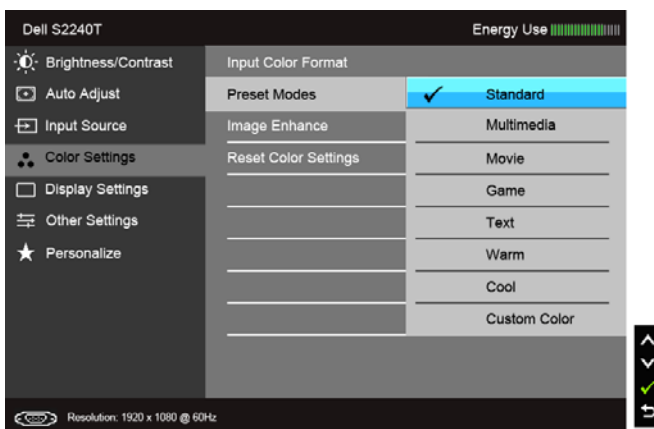 Dell S2240T
Energy Use
Brightness/Contrast
Auto Adjust
Input Source
Color Settings
Display Settings
Other Settings
Personalize
Input Color Format
Preset Modes
Image Enhance
Reset Color Settings
Standard
Multimedia
Movie
Game
Text
Warm
Cool
Custom Color
Resolution: 1920 x 1080 @ 60Hz